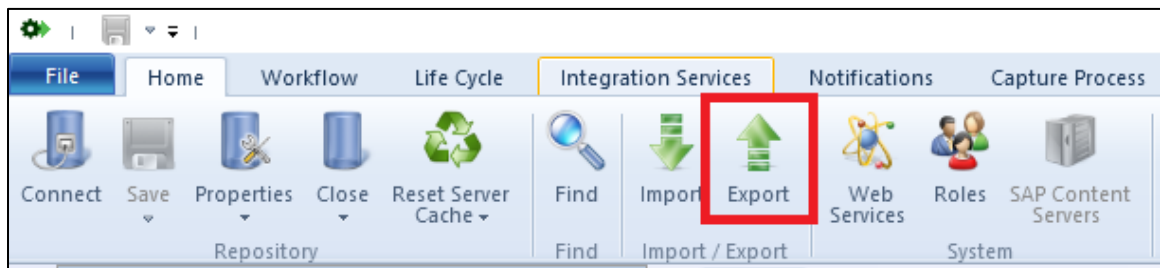 File Home Workflow Life Cycle Integration Services Notifications Capture Process
Connect Save Properties Close Reset Server Find Import Export Web Roles SAP Content
Cache Services Servers
Repository Find Import / Export System